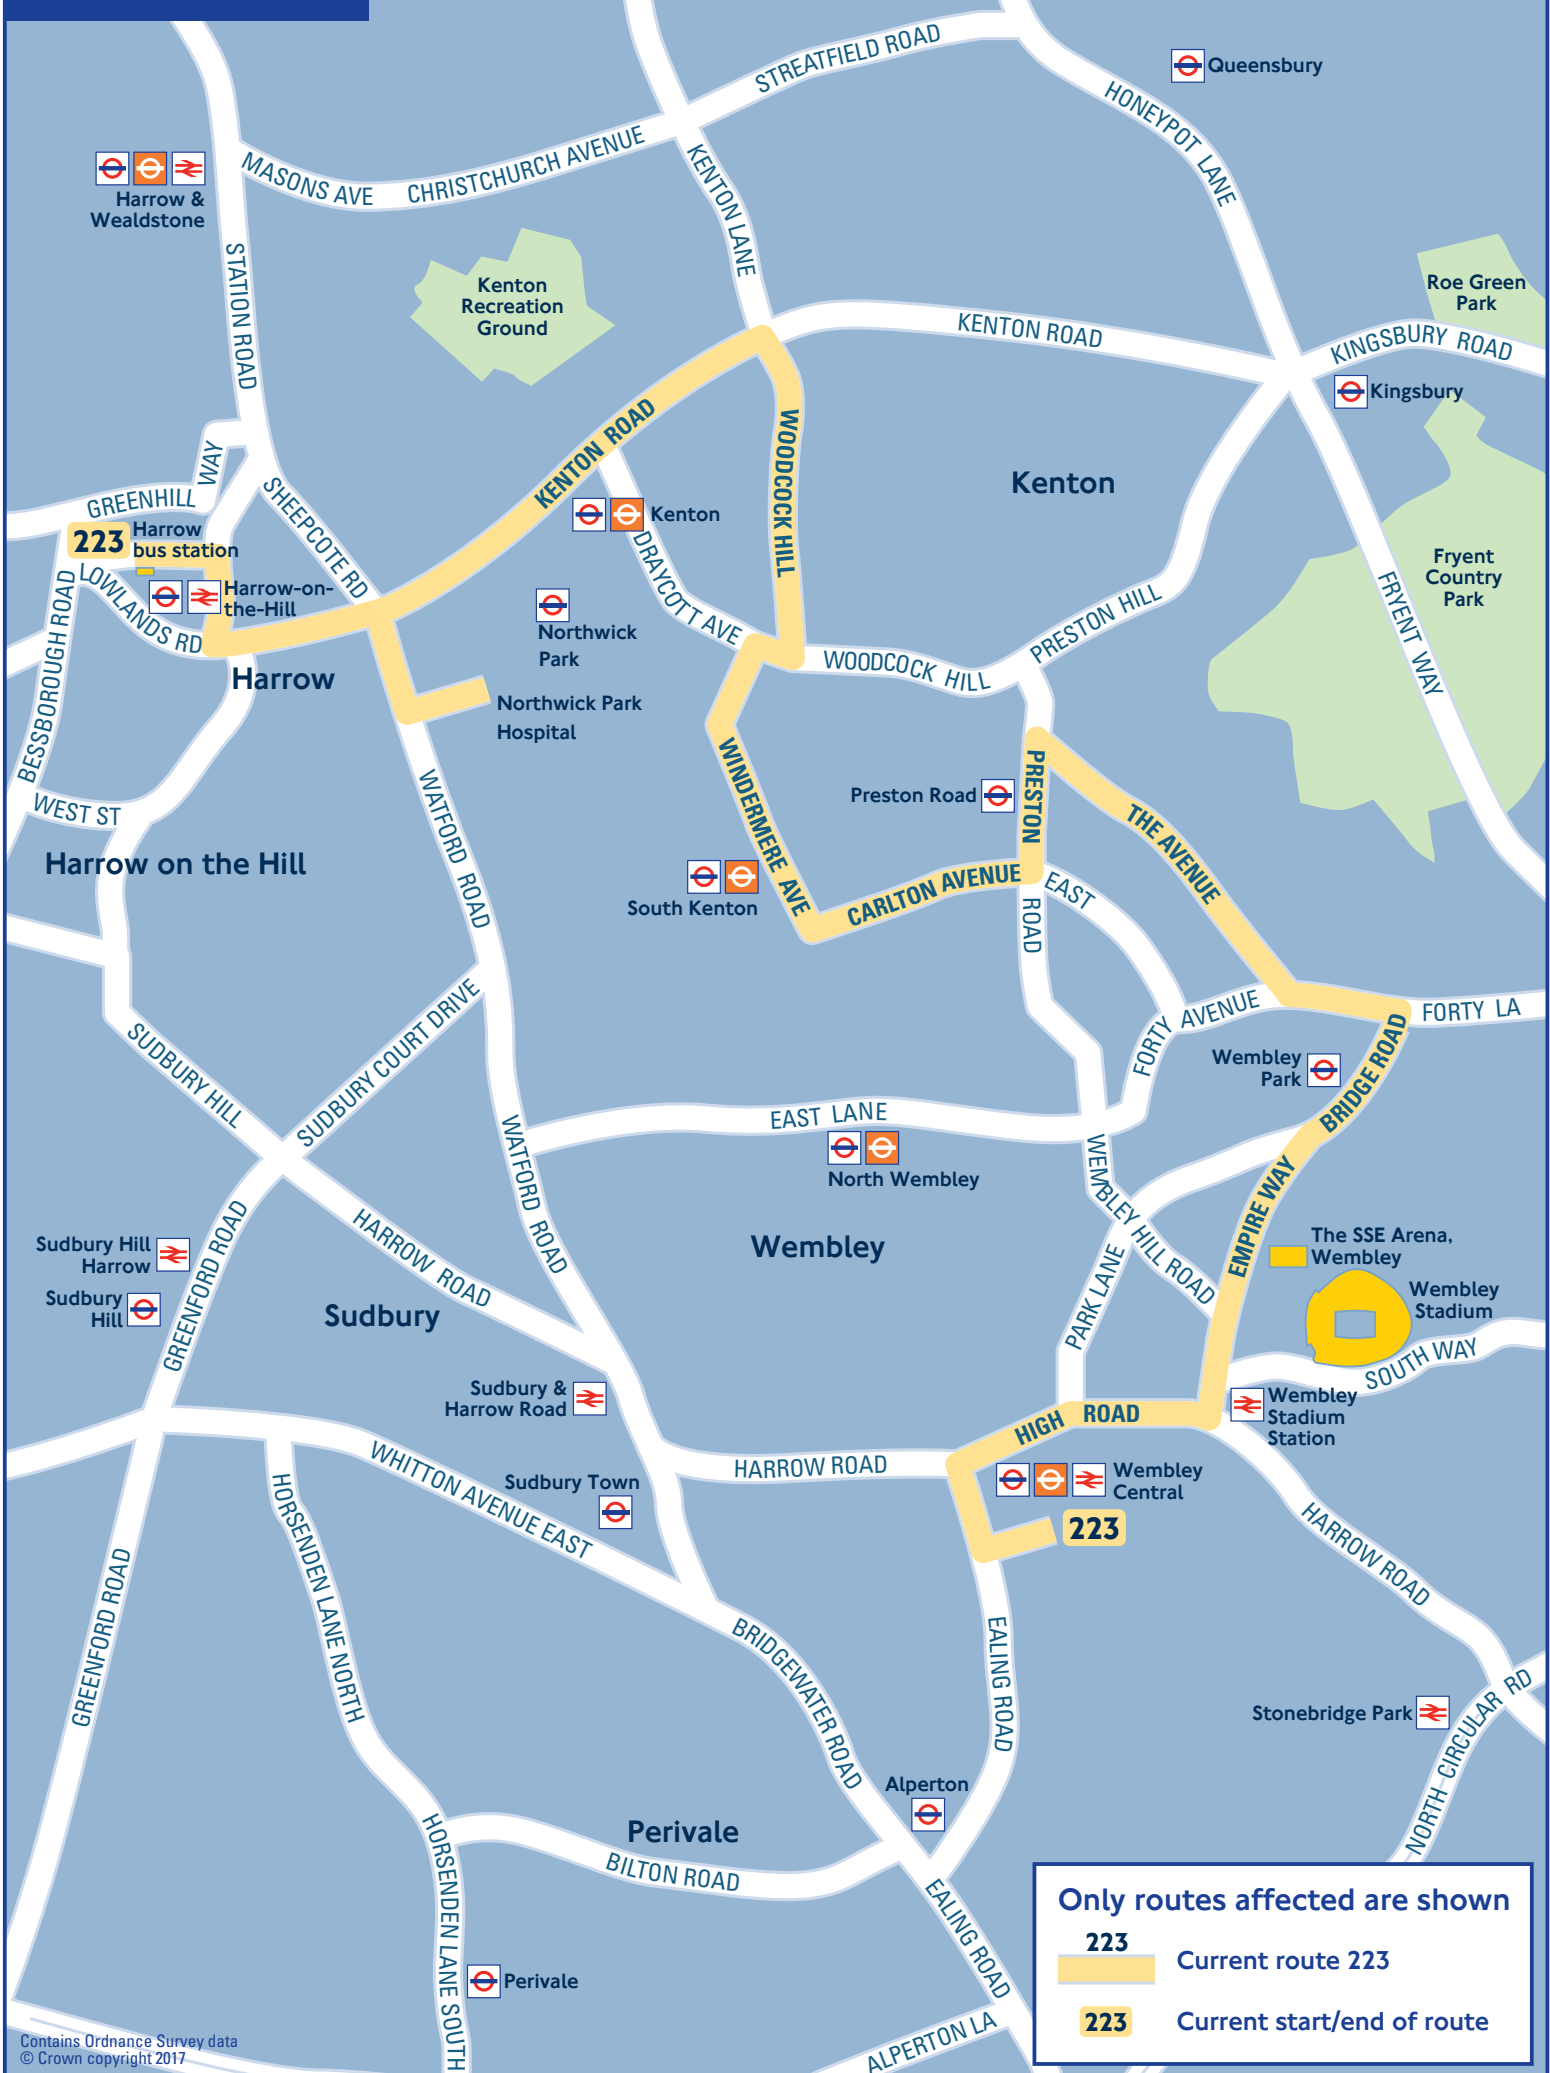 STREATFIELD ROAD
Queensbury
HONEYPOT LANE
MASONS AVE
CHRISTCHURCH AVENUE
KENTON LANE
Harrow &
Wealdstone
STATION ROAD
Kenton
Recreation
Ground
Roe Green
Park
KENTON ROAD
KINGSBURY ROAD
Kingsbury
KENTON ROAD
WOODCOCK HILL
Kenton
GREENHILL WAY
SHEEPCOTE RD
223
Harrow
bus station
Kenton
DRAYCOTT AVE
Fryent
Country
Park
FRYENT WAY
LOWLANDS RD
Harrow-on-
the-Hill
BESSBOROUGH ROAD
Northwick
Park
PRESTON HILL
WOODCOCK HILL
Harrow
Northwick Park
Hospital
WINDERMERE AVE
PRESTON
ROAD
Preston Road
THE AVENUE
WEST ST
WATFORD ROAD
Harrow on the Hill
South Kenton
CARLTON AVENUE
EAST
SUDBURY COURT DRIVE
FORTY AVENUE
FORTY LA
SUDBURY HILL
Wembley
Park
BRIDGE ROAD
EAST LANE
North Wembley
WATFORD ROAD
WEMBLEY HILL ROAD
EMPIRE WAY
GREENFORD ROAD
HARROW ROAD
Sudbury Hill
Harrow
Wembley
The SSE Arena,
Wembley
PARK LANE
Wembley
Stadium
Sudbury
Hill
Sudbury
SOUTH WAY
Sudbury &
Harrow Road
HIGH ROAD
Wembley
Stadium
Station
WHITTON AVENUE EAST
HARROW ROAD
Sudbury Town
Wembley
Central
HORSENDEN LANE NORTH
223
HARROW ROAD
GREENFORD ROAD
BRIDGEWATER ROAD
EALING ROAD
Stonebridge Park
NORTH CIRCULAR RD
Alperton
HORSENDEN LANE SOUTH
Perivale
BILTON ROAD
EALING ROAD
Perivale
ALPERTON LA
Only routes affected are shown
223
Current route 223
223
Current start/end of route
Contains Ordnance Survey data
© Crown copyright 2017